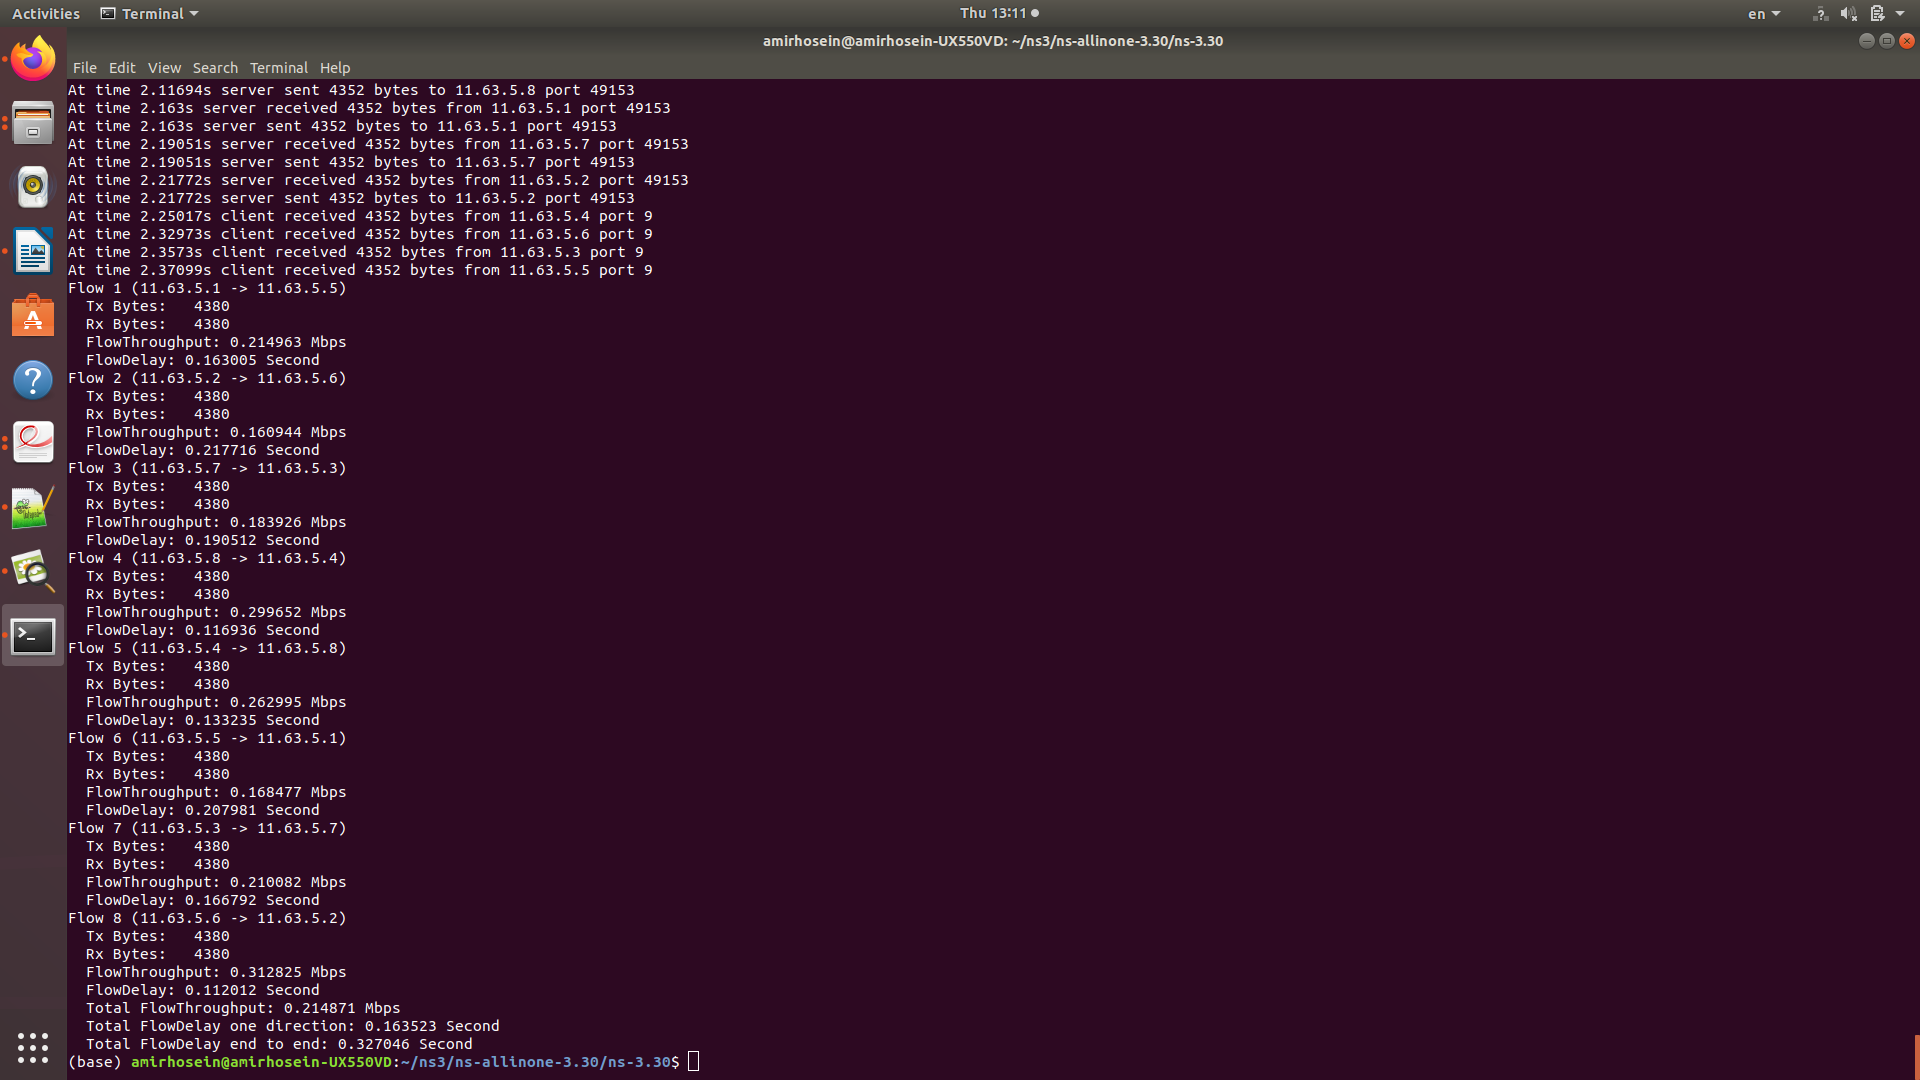 Activities Terminal Thu 13:11 en
amirhosein@amirhosein-UX550VD: ~/ns3/ns-allinone-3.30/ns-3.30
File Edit View Search Terminal Help
At time 2.11694s server sent 4352 bytes to 11.63.5.8 port 49153
At time 2.163s server received 4352 bytes from 11.63.5.1 port 49153
At time 2.163s server sent 4352 bytes to 11.63.5.1 port 49153
At time 2.19051s server received 4352 bytes from 11.63.5.7 port 49153
At time 2.19051s server sent 4352 bytes to 11.63.5.7 port 49153
At time 2.21772s server received 4352 bytes from 11.63.5.2 port 49153
At time 2.21772s server sent 4352 bytes to 11.63.5.2 port 49153
At time 2.25017s client received 4352 bytes from 11.63.5.4 port 9
At time 2.32973s client received 4352 bytes from 11.63.5.6 port 9
At time 2.3573s client received 4352 bytes from 11.63.5.3 port 9
At time 2.37099s client received 4352 bytes from 11.63.5.5 port 9
Flow 1 (11.63.5.1 -> 11.63.5.5)
  Tx Bytes:   4380
  Rx Bytes:   4380
  FlowThroughput: 0.214963 Mbps
  FlowDelay: 0.163005 Second
Flow 2 (11.63.5.2 -> 11.63.5.6)
  Tx Bytes:   4380
  Rx Bytes:   4380
  FlowThroughput: 0.160944 Mbps
  FlowDelay: 0.217716 Second
Flow 3 (11.63.5.7 -> 11.63.5.3)
  Tx Bytes:   4380
  Rx Bytes:   4380
  FlowThroughput: 0.183926 Mbps
  FlowDelay: 0.190512 Second
Flow 4 (11.63.5.8 -> 11.63.5.4)
  Tx Bytes:   4380
  Rx Bytes:   4380
  FlowThroughput: 0.299652 Mbps
  FlowDelay: 0.116936 Second
Flow 5 (11.63.5.4 -> 11.63.5.8)
  Tx Bytes:   4380
  Rx Bytes:   4380
  FlowThroughput: 0.262995 Mbps
  FlowDelay: 0.133235 Second
Flow 6 (11.63.5.5 -> 11.63.5.1)
  Tx Bytes:   4380
  Rx Bytes:   4380
  FlowThroughput: 0.168477 Mbps
  FlowDelay: 0.207981 Second
Flow 7 (11.63.5.3 -> 11.63.5.7)
  Tx Bytes:   4380
  Rx Bytes:   4380
  FlowThroughput: 0.210082 Mbps
  FlowDelay: 0.166792 Second
Flow 8 (11.63.5.6 -> 11.63.5.2)
  Tx Bytes:   4380
  Rx Bytes:   4380
  FlowThroughput: 0.312825 Mbps
  FlowDelay: 0.112012 Second
  Total FlowThroughput: 0.214871 Mbps
  Total FlowDelay one direction: 0.163523 Second
  Total FlowDelay end to end: 0.327046 Second
(base) amirhosein@amirhosein-UX550VD:~/ns3/ns-allinone-3.30/ns-3.30$